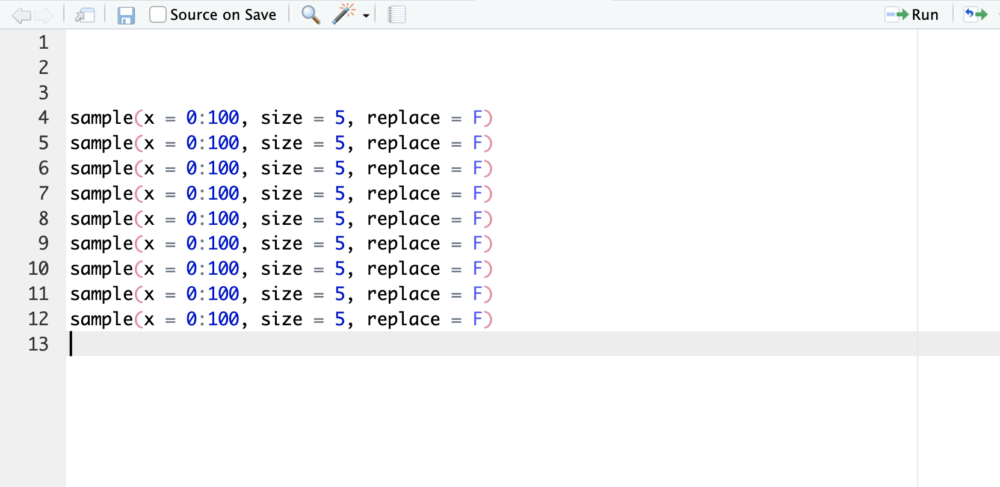 Source on Save
Run
1
2
3
4 sample(x = 0:100, size = 5, replace = F)
5 sample(x = 0:100, size = 5, replace = F)
6 sample(x = 0:100, size = 5, replace = F)
7 sample(x = 0:100, size = 5, replace = F)
8 sample(x = 0:100, size = 5, replace = F)
9 sample(x = 0:100, size = 5, replace = F)
10 sample(x = 0:100, size = 5, replace = F)
11 sample(x = 0:100, size = 5, replace = F)
12 sample(x = 0:100, size = 5, replace = F)
13